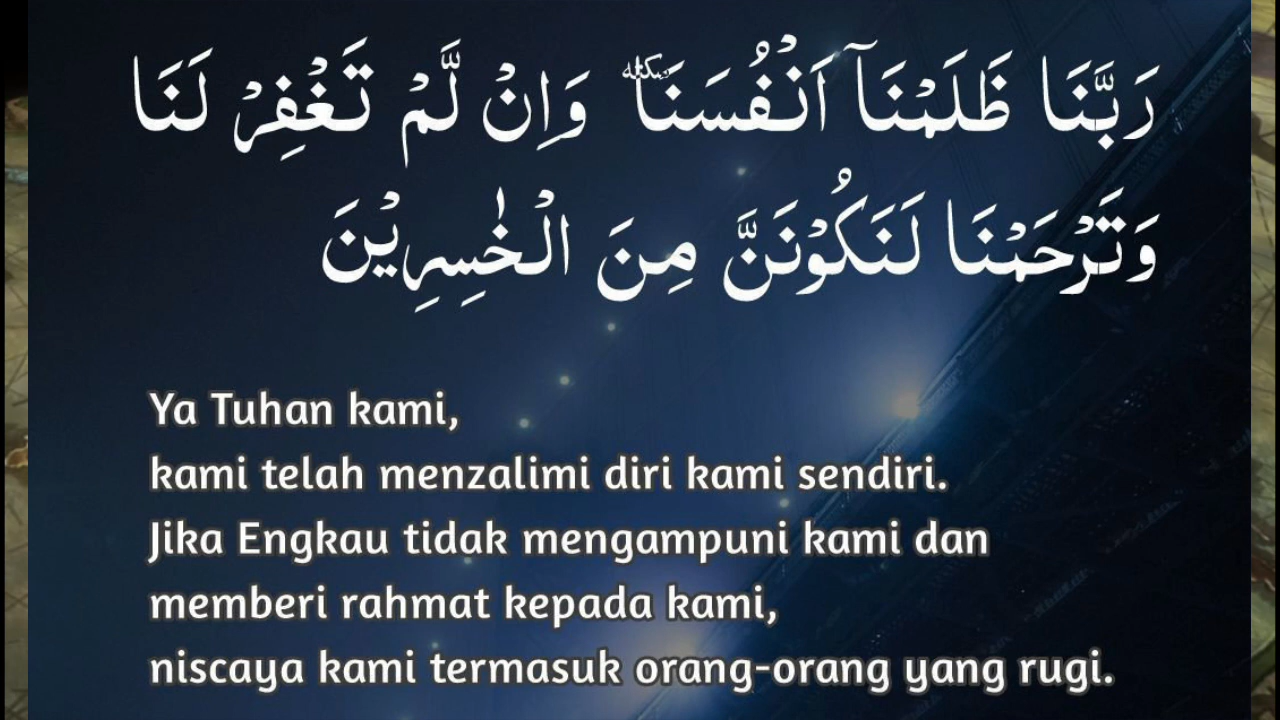 رَبَّنَا ظَلَمْنَآ اَنْفُسَنَا سكتة وَاِنْ لَّمْ تَغْفِرْ لَنَا
وَتَرْحَمْنَا لَنَكُوْنَنَّ مِنَ الْخٰسِرِيْنَ
Ya Tuhan kami,
kami telah menzalimi diri kami sendiri.
Jika Engkau tidak mengampuni kami dan
memberi rahmat kepada kami,
niscaya kami termasuk orang-orang yang rugi.